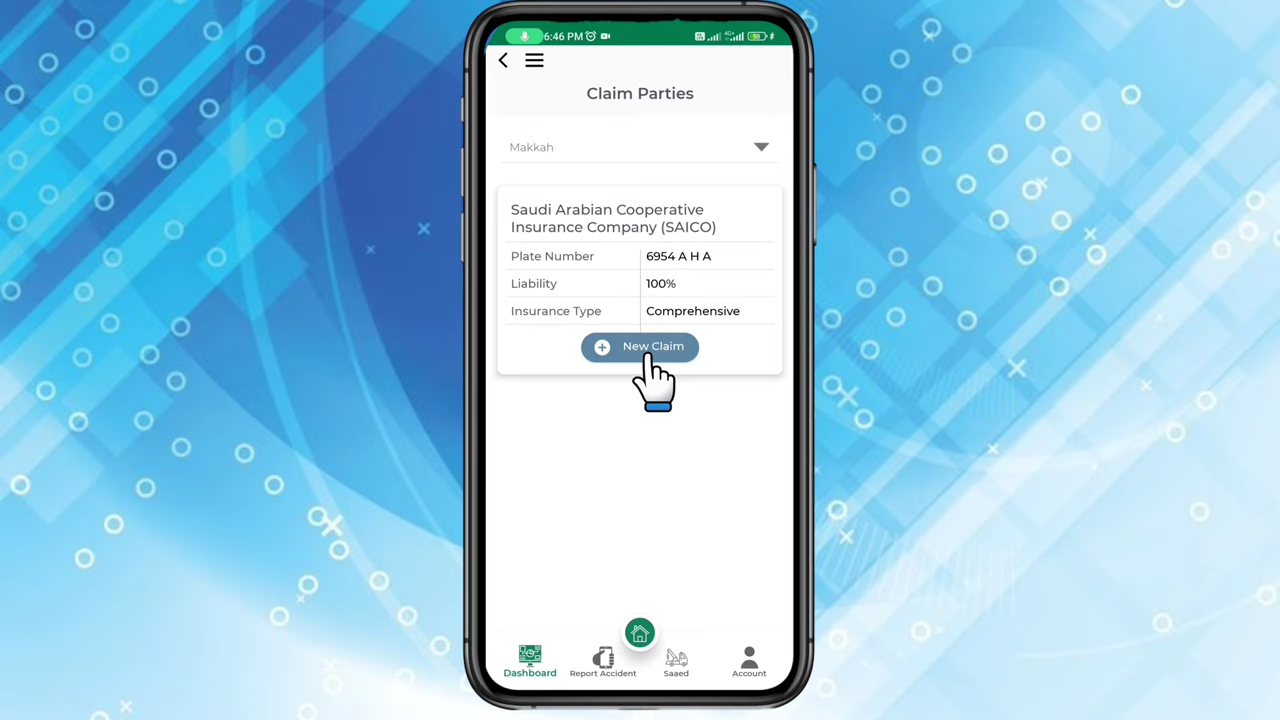 6:46 PM
58
Claim Parties
Makkah
Saudi Arabian Cooperative
Insurance Company (SAICO)
Plate Number 6954 A H A
Liability 100%
Insurance Type Comprehensive
New Claim
Dashboard Report Accident Saaed Account